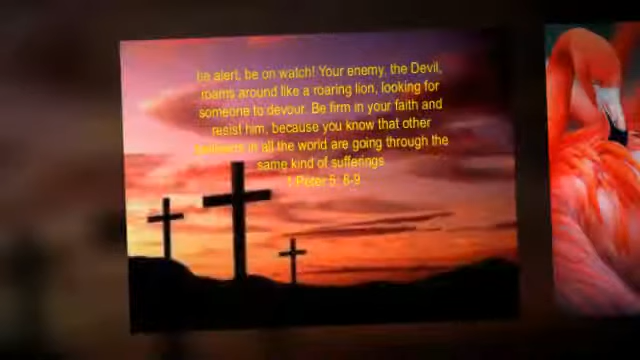 be alert, be on watch! Your enemy, the Devil,
roams around like a roaring lion, looking for
someone to devour. Be firm in your faith and
resist him, because you know that other
believers in all the world are going through the
same kind of sufferings
1 Peter 5: 8-9